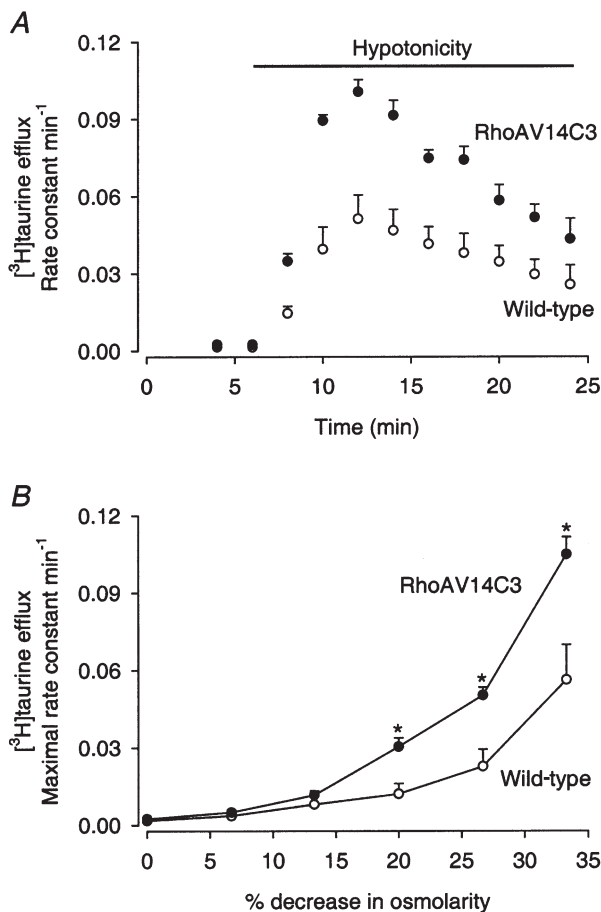 A
[³H]taurine efflux
Rate constant min⁻¹
0.12
0.09
0.06
0.03
0.00
Hypotonicity
RhoAV14C3
Wild-type
0 5 10 15 20 25
Time (min)
B
[³H]taurine efflux
Maximal rate constant min⁻¹
0.12
0.09
0.06
0.03
0.00
*
RhoAV14C3
*
*
Wild-type
0 5 10 15 20 25 30 35
% decrease in osmolarity